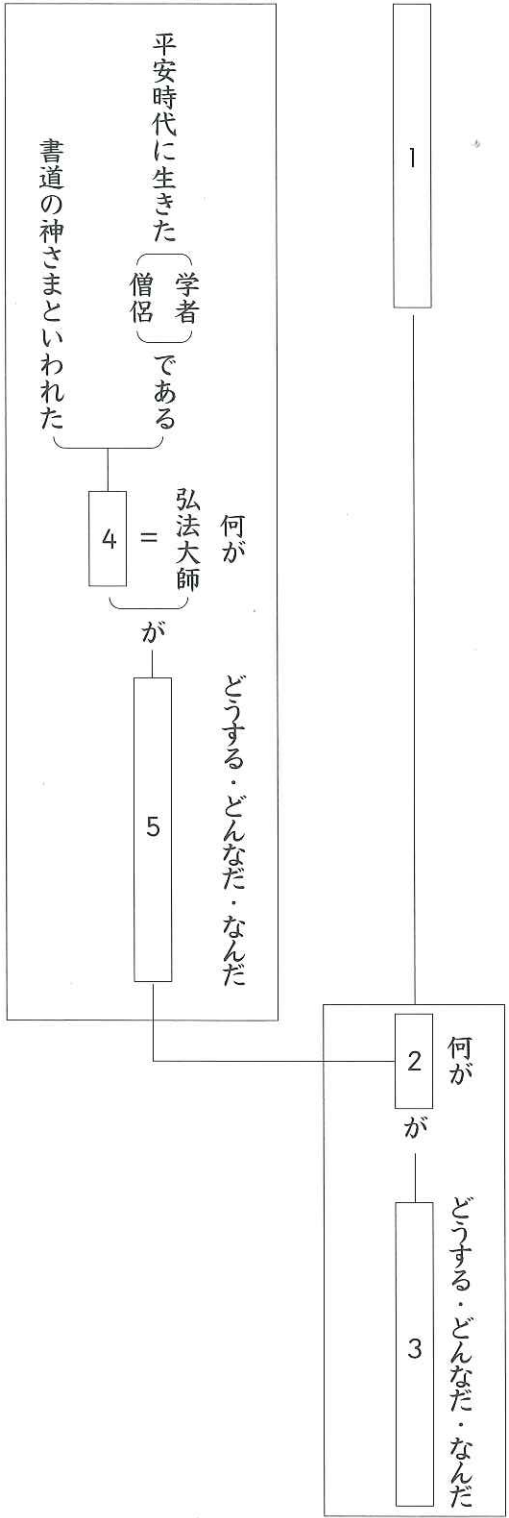 1
何が
2
が
どうする・どんなだ・なんだ
3
平安時代に生きた
学者
僧侶
である
書道の神さまといわれた
何が
弘法大師
=
4
が
どうする・どんなだ・なんだ
5